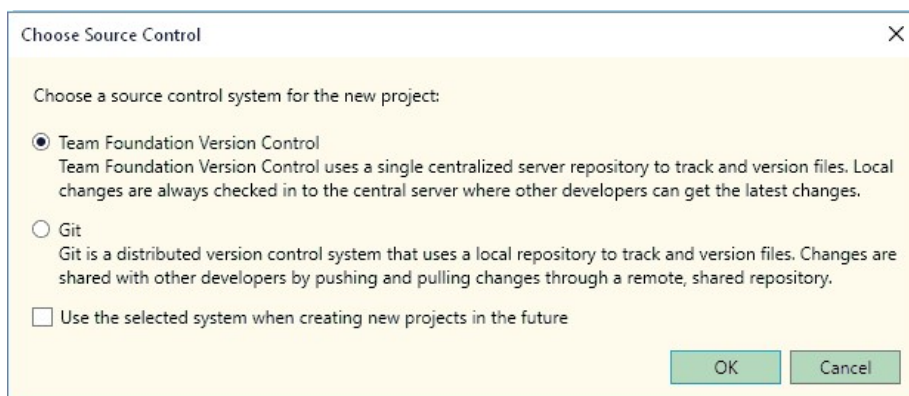 Choose Source Control
Choose a source control system for the new project:
Team Foundation Version Control
Team Foundation Version Control uses a single centralized server repository to track and version files. Local
changes are always checked in to the central server where other developers can get the latest changes.
Git
Git is a distributed version control system that uses a local repository to track and version files. Changes are
shared with other developers by pushing and pulling changes through a remote, shared repository.
Use the selected system when creating new projects in the future
OK Cancel